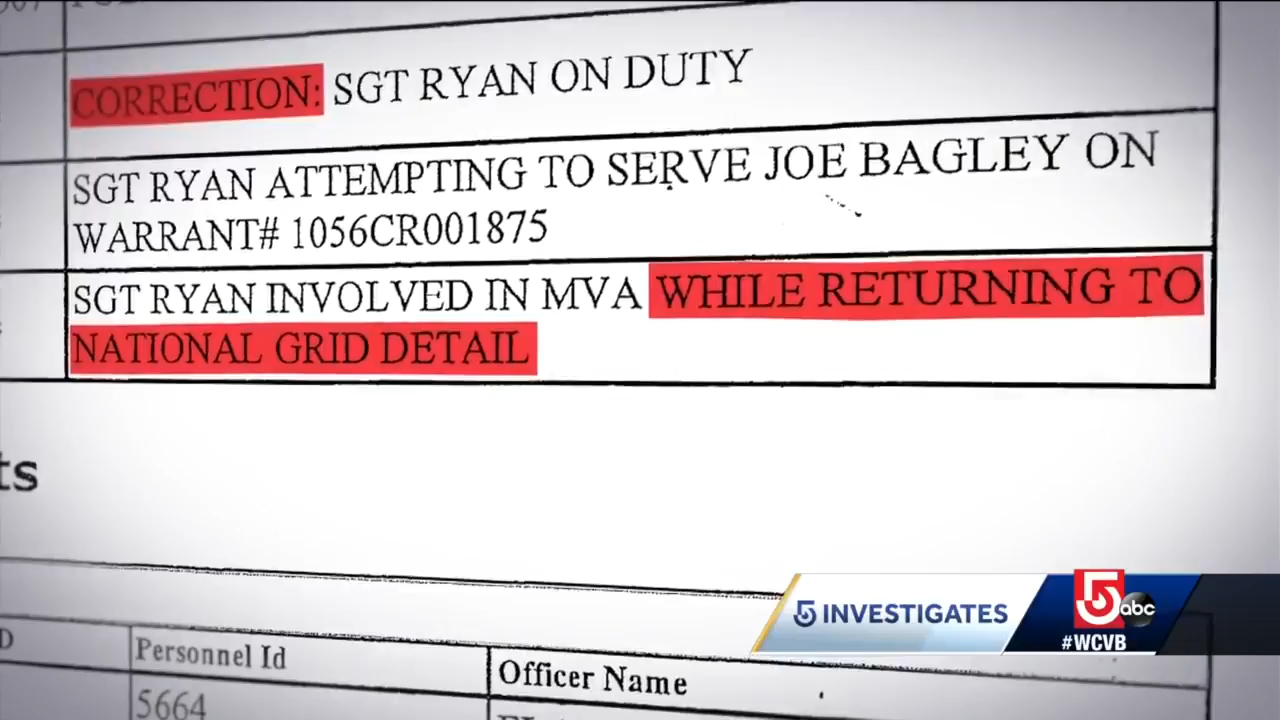 CORRECTION: SGT RYAN ON DUTY
SGT RYAN ATTEMPTING TO SERVE JOE BAGLEY ON
WARRANT# 1056CR001875
SGT RYAN INVOLVED IN MVA WHILE RETURNING TO
NATIONAL GRID DETAIL
ts
Personnel Id
Officer Name
5664
5 INVESTIGATES
5 abc
#WCVB